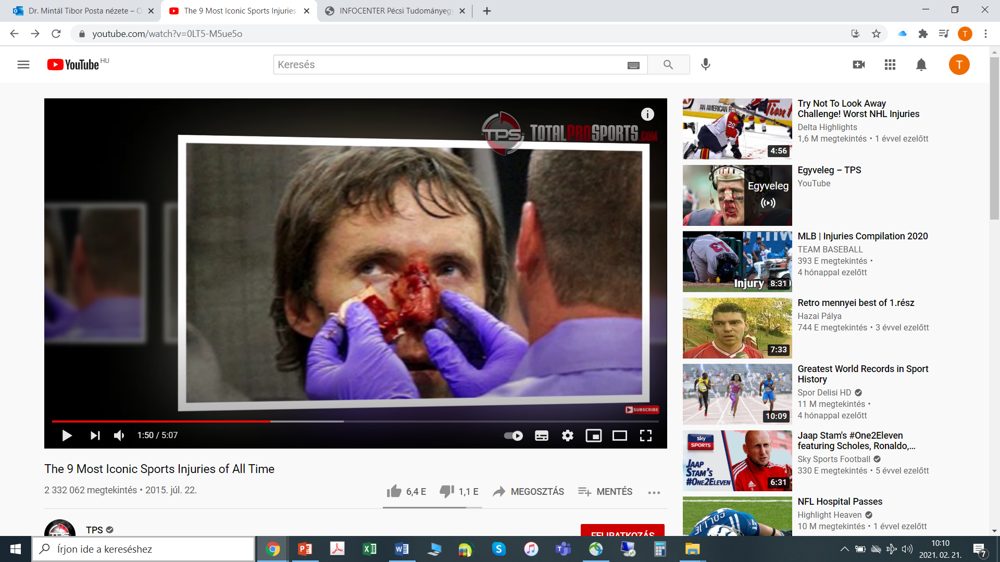 Dr. Mintál Tibor Posta nézete – O
The 9 Most Iconic Sports Injuries
INFOCENTER Pécsi Tudományegy
youtube.com/watch?v=0LT5-M5ue5o
T
YouTube HU
Keresés
T
TPS TOTALPROSPORTS.COM
SUBSCRIBE
1:50 / 5:07
The 9 Most Iconic Sports Injuries of All Time
2 332 062 megtekintés • 2015. júl. 22.
6,4 E
1,1 E
MEGOSZTÁS
MENTÉS
TPS
TPS
FELIRATKOZÁS
AN AMERICAN
20
4:56
Try Not To Look Away
Challenge! Worst NHL Injuries
Delta Highlights
1,6 M megtekintés • 1 évvel ezelőtt
Egyveleg
Egyveleg – TPS
YouTube
13
Injury
8:31
MLB | Injuries Compilation 2020
TEAM BASEBALL
393 E megtekintés •
4 hónappal ezelőtt
7:33
Retro mennyei best of 1.rész
Hazai Pálya
744 E megtekintés • 3 évvel ezelőtt
10:09
Greatest World Records in Sport
History
Spor Delisi HD
11 M megtekintés •
4 hónappal ezelőtt
sky
SPORTS
JAAP
STAM'S
#ONE2ELEVEN
6:31
Jaap Stam's #One2Eleven
featuring Scholes, Ronaldo,...
Sky Sports Football
330 E megtekintés • 5 évvel ezelőtt
COLLIE
NFL Hospital Passes
Highlight Heaven
10 M megtekintés • 1 évvel ezelőtt
Írjon ide a kereséshez
10:10
2021. 02. 21.
7